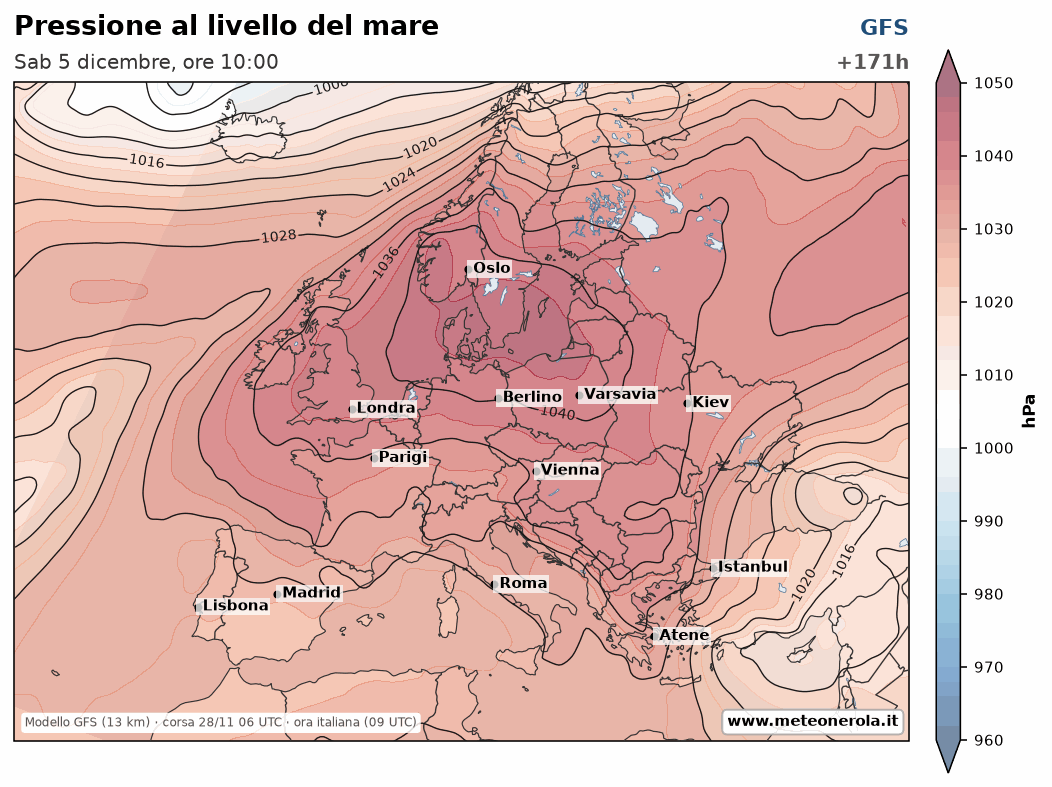 Pressione al livello del mare
GFS
Sab 5 dicembre, ore 10:00
+171h
1008
1016
1020
1024
1028
1036
Oslo
Londra
Berlino
Varsavia
1040
Kiev
Parigi
Vienna
Istanbul
1016
1020
Roma
Madrid
Lisbona
Atene
Modello GFS (13 km) · corsa 28/11 06 UTC · ora italiana (09 UTC)
www.meteonerola.it
1050
1040
1030
1020
1010
1000
990
980
970
960
hPa